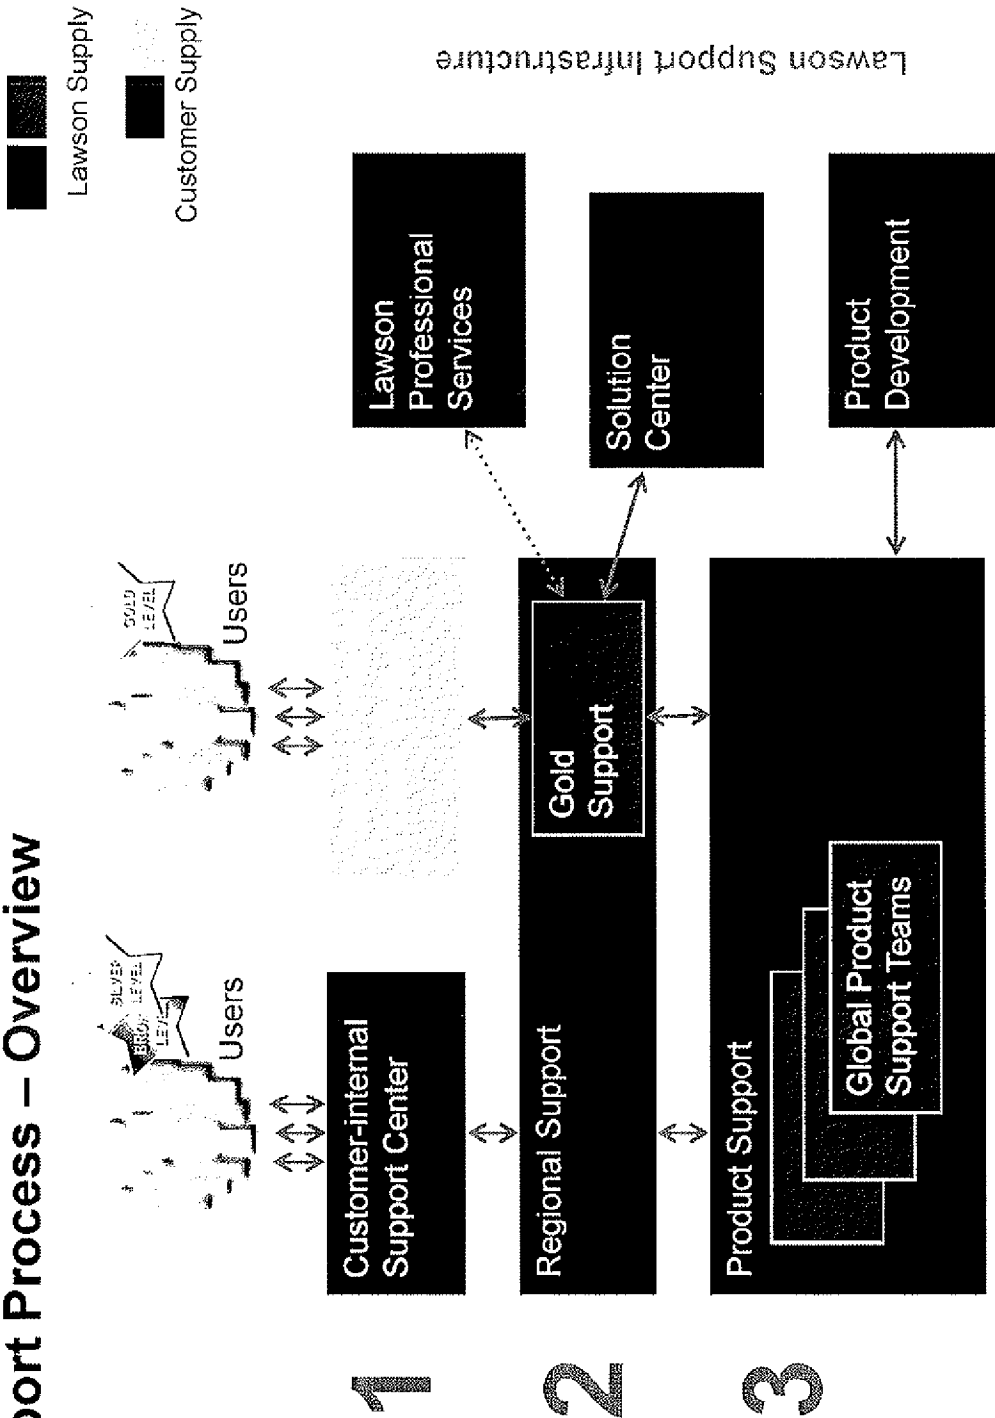 port Process – Overview
Lawson Supply
Customer Supply
SILVER
LEVEL
LEVEL
Users
GOLD
LEVEL
Users
1
Customer-internal
Support Center
2
Regional Support
Gold
Support
3
Product Support
Global Product
Support Teams
Lawson
Professional
Services
Solution
Center
Product
Development
Lawson Support Infrastructure